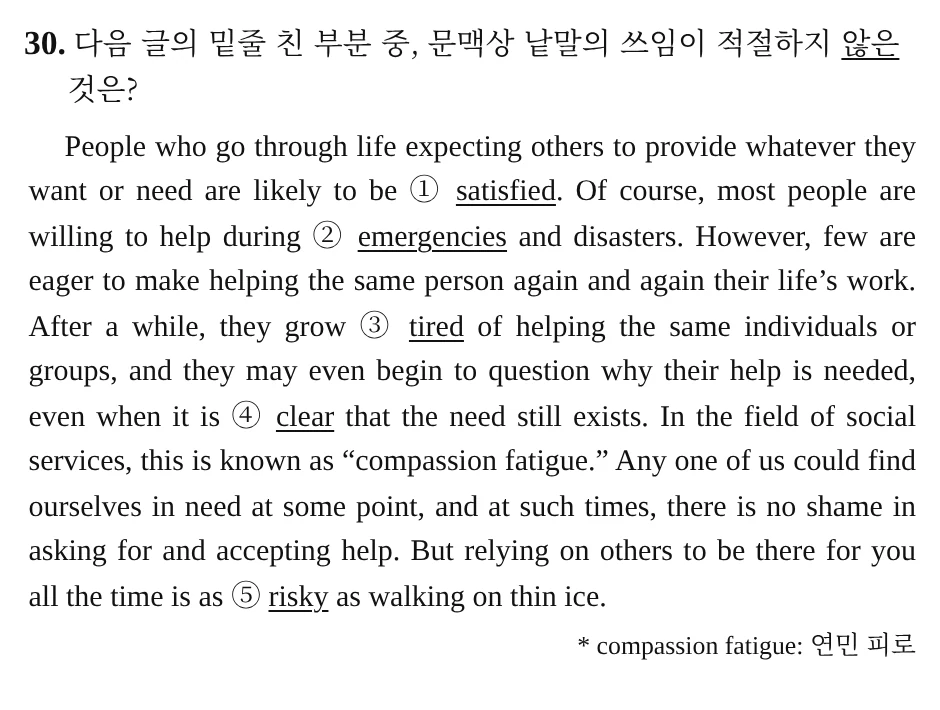 30. 다음 글의 밑줄 친 부분 중, 문맥상 낱말의 쓰임이 적절하지 않은
것은?
People who go through life expecting others to provide whatever they
want or need are likely to be ① satisfied. Of course, most people are
willing to help during ② emergencies and disasters. However, few are
eager to make helping the same person again and again their life’s work.
After a while, they grow ③ tired of helping the same individuals or
groups, and they may even begin to question why their help is needed,
even when it is ④ clear that the need still exists. In the field of social
services, this is known as “compassion fatigue.” Any one of us could find
ourselves in need at some point, and at such times, there is no shame in
asking for and accepting help. But relying on others to be there for you
all the time is as ⑤ risky as walking on thin ice.
* compassion fatigue: 연민 피로